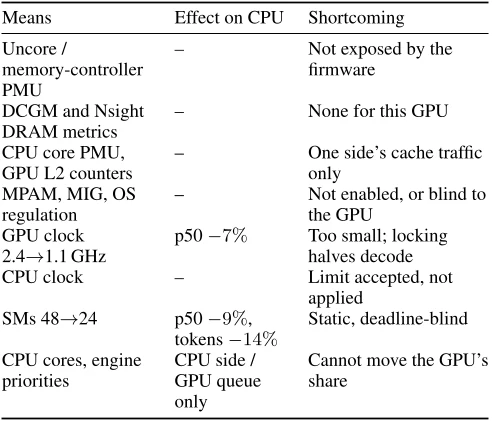 Means Effect on CPU Shortcoming
Uncore / – Not exposed by the
memory-controller firmware
PMU
DCGM and Nsight – None for this GPU
DRAM metrics
CPU core PMU, – One side's cache traffic
GPU L2 counters only
MPAM, MIG, OS – Not enabled, or blind to
regulation the GPU
GPU clock p50 −7% Too small; locking
2.4→1.1 GHz halves decode
CPU clock – Limit accepted, not
applied
SMs 48→24 p50 −9%, Static, deadline-blind
tokens −14%
CPU cores, engine CPU side / Cannot move the GPU's
priorities GPU queue share
only